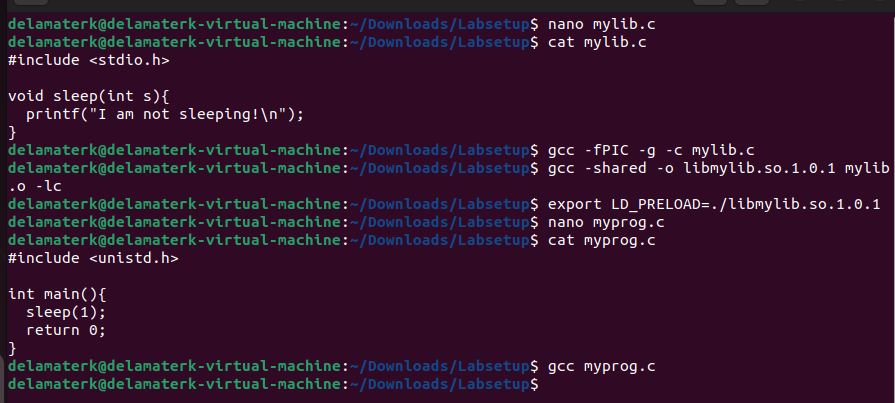 delamaterk@delamaterk-virtual-machine:~/Downloads/Labsetup$ nano mylib.c
delamaterk@delamaterk-virtual-machine:~/Downloads/Labsetup$ cat mylib.c
#include <stdio.h>

void sleep(int s){
  printf("I am not sleeping!\n");
}
delamaterk@delamaterk-virtual-machine:~/Downloads/Labsetup$ gcc -fPIC -g -c mylib.c
delamaterk@delamaterk-virtual-machine:~/Downloads/Labsetup$ gcc -shared -o libmylib.so.1.0.1 mylib
.o -lc
delamaterk@delamaterk-virtual-machine:~/Downloads/Labsetup$ export LD_PRELOAD=./libmylib.so.1.0.1
delamaterk@delamaterk-virtual-machine:~/Downloads/Labsetup$ nano myprog.c
delamaterk@delamaterk-virtual-machine:~/Downloads/Labsetup$ cat myprog.c
#include <unistd.h>

int main(){
  sleep(1);
  return 0;
}
delamaterk@delamaterk-virtual-machine:~/Downloads/Labsetup$ gcc myprog.c
delamaterk@delamaterk-virtual-machine:~/Downloads/Labsetup$